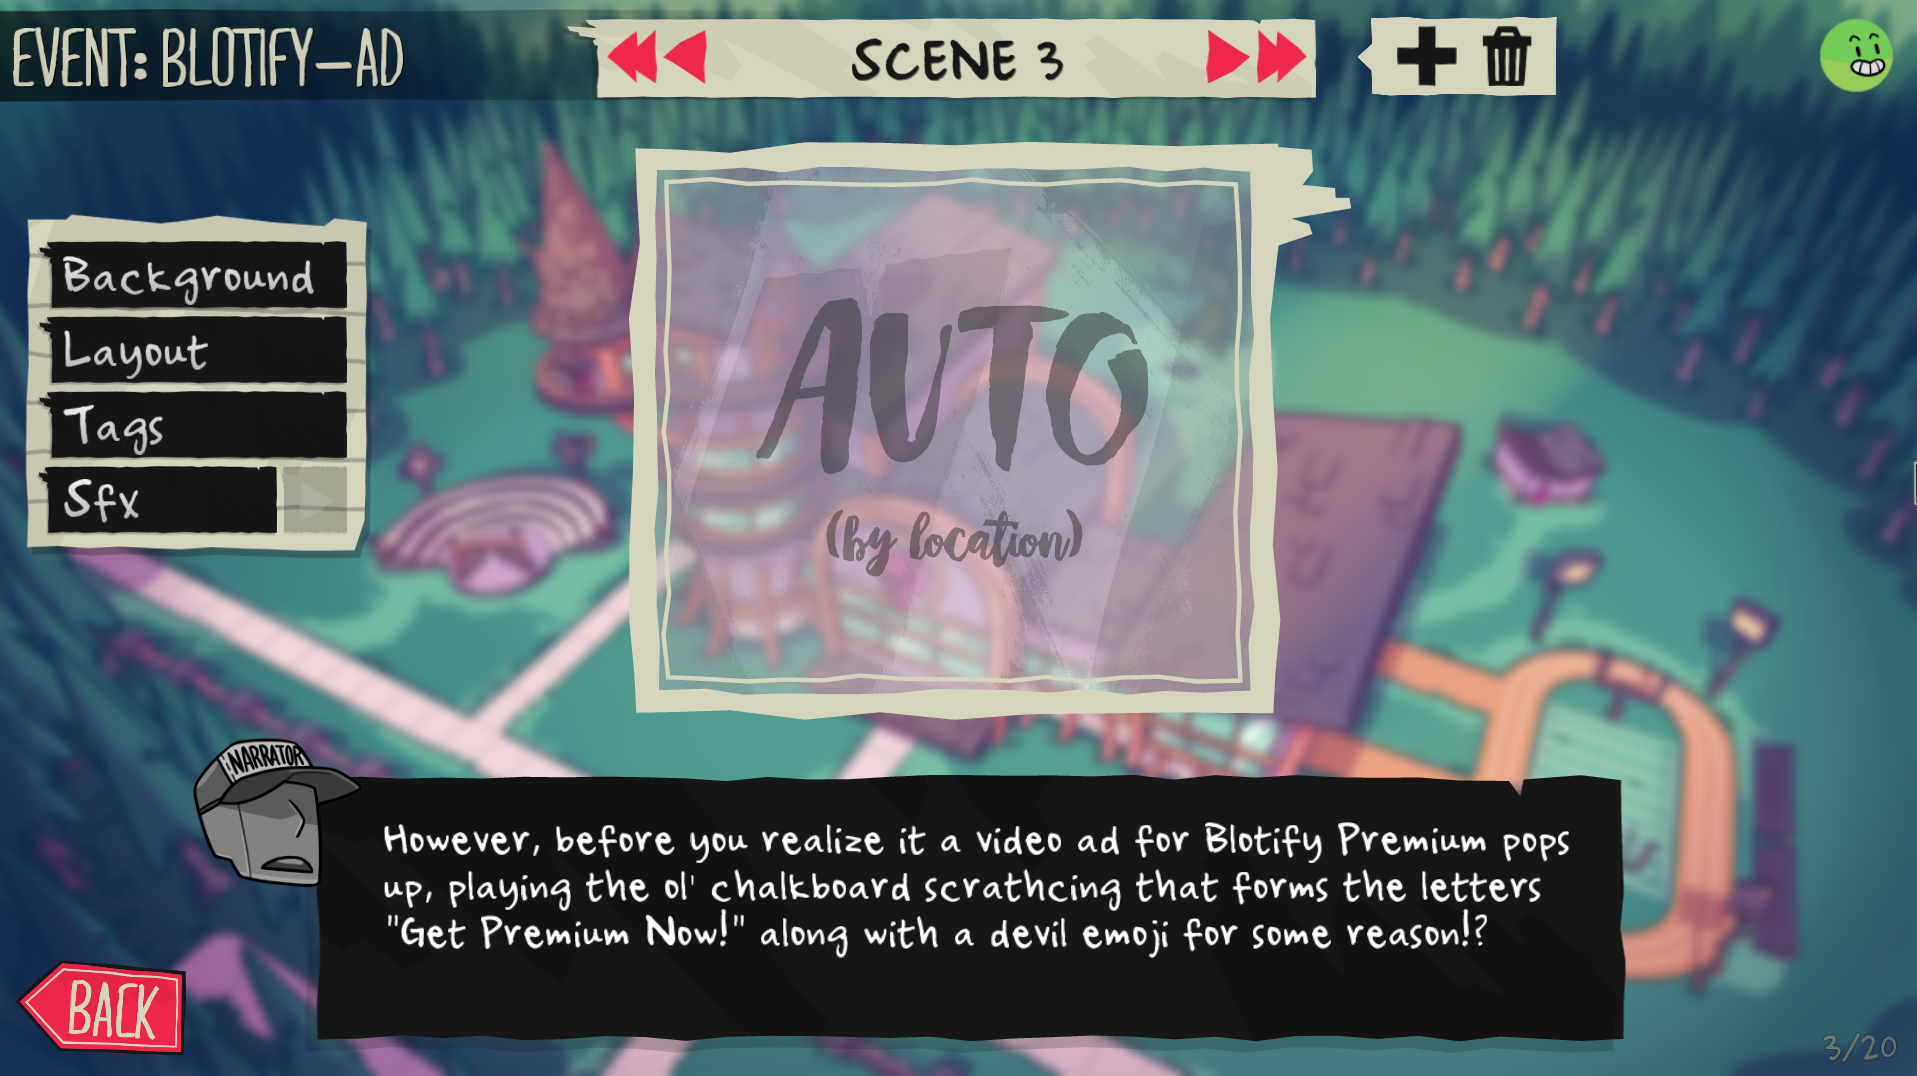 EVENT: BLOTIFY-AD
SCENE 3
Background
Layout
Tags
Sfx
AUTO
(by location)
NARRATOR
However, before you realize it a video ad for Blotify Premium pops
up, playing the ol' chalkboard scrathcing that forms the letters
"Get Premium Now!" along with a devil emoji for some reason!?
BACK
3/20